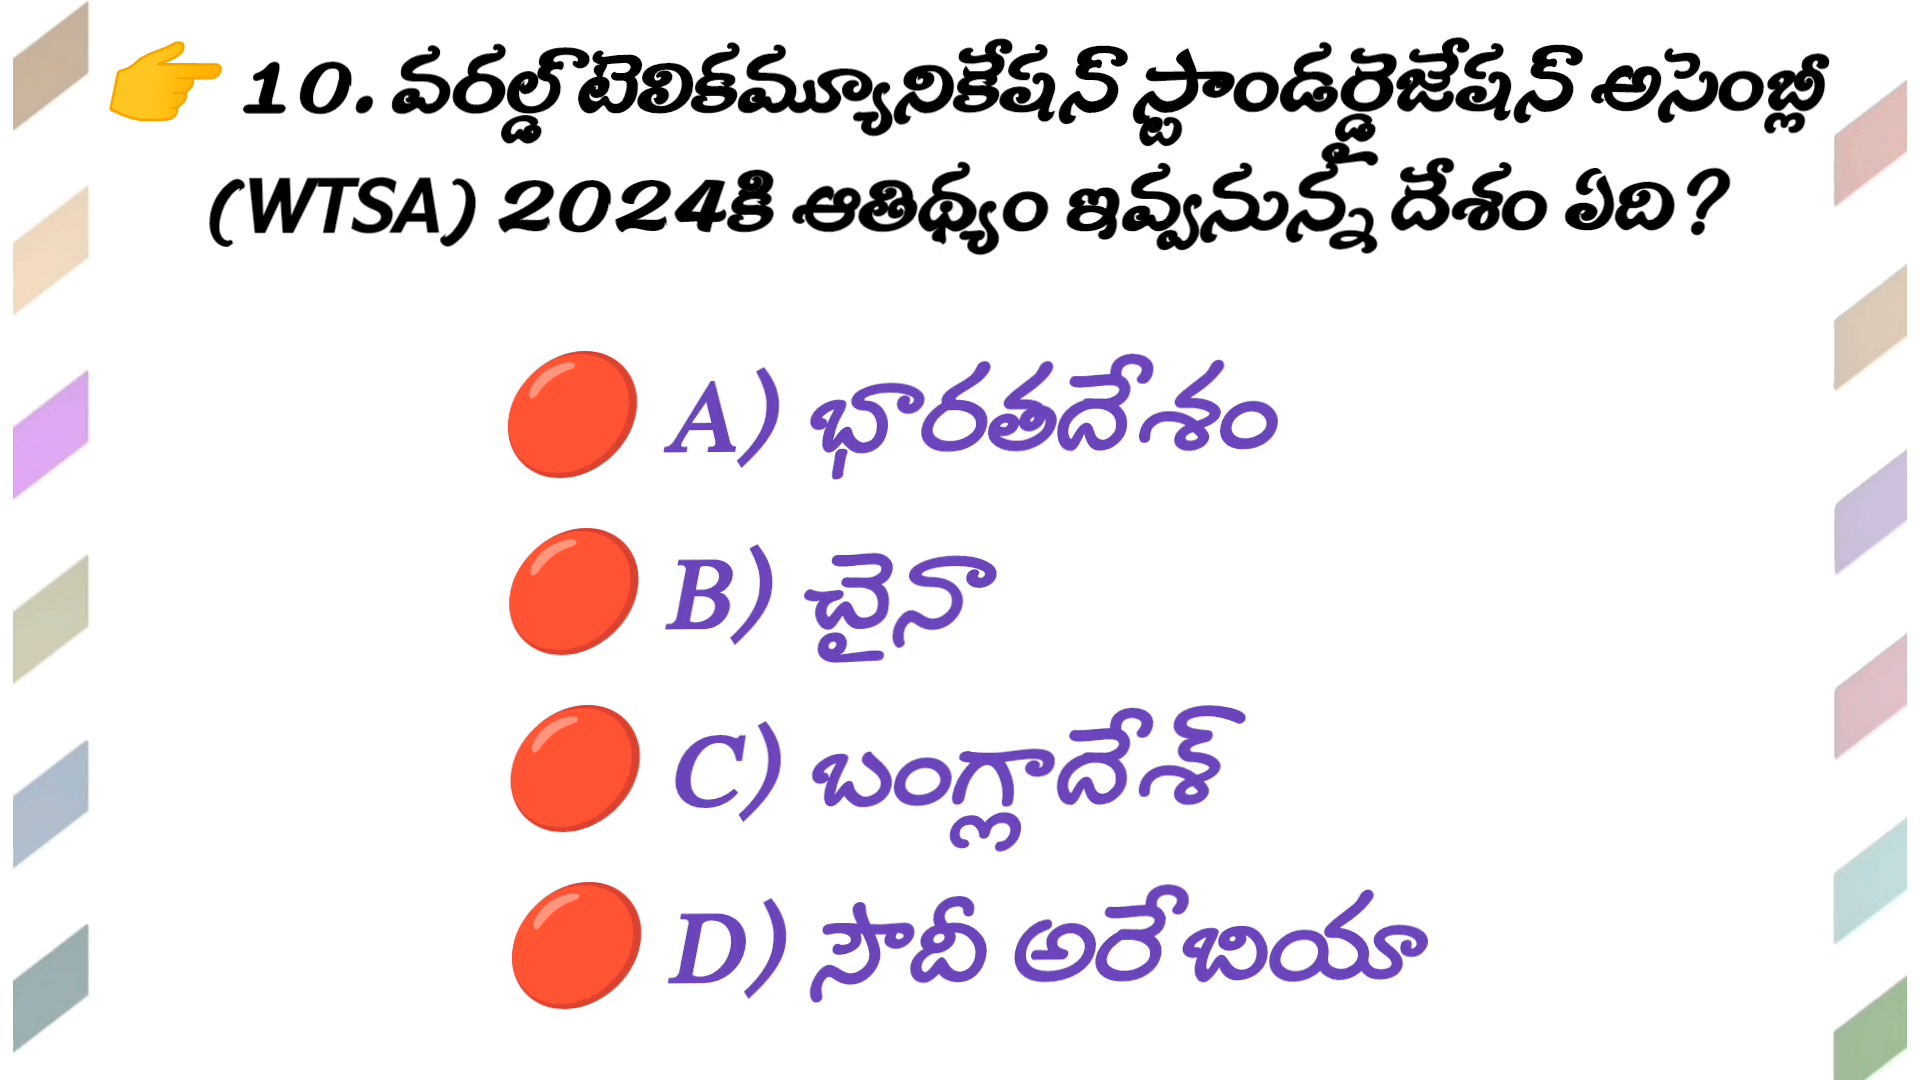 👉 10. వరల్డ్ టెలికమ్యూనికేషన్ స్టాండర్డైజేషన్ అసెంబ్లీ
(WTSA) 2024కి ఆతిథ్యం ఇవ్వనున్న దేశం ఏది?
🔴 A) భారతదేశం
🔴 B) చైనా
🔴 C) బంగ్లాదేశ్
🔴 D) సౌదీ అరేబియా